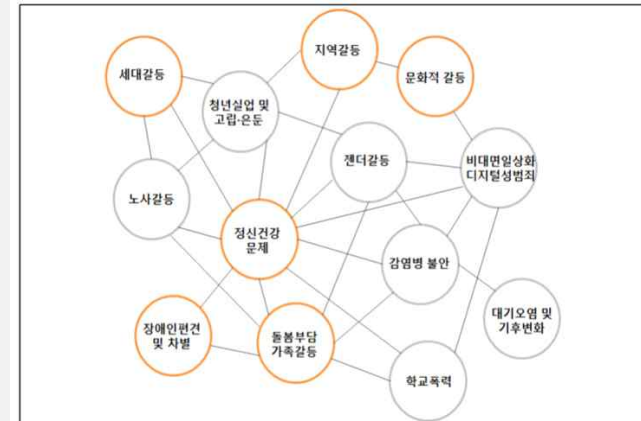 지역갈등
세대갈등
문화적 갈등
청년실업 및
고립·은둔
젠더갈등
비대면일상화
디지털성범죄
노사갈등
정신건강
문제
감염병 불안
대기오염 및
기후변화
장애인편견
및 차별
돌봄부담
가족갈등
학교폭력